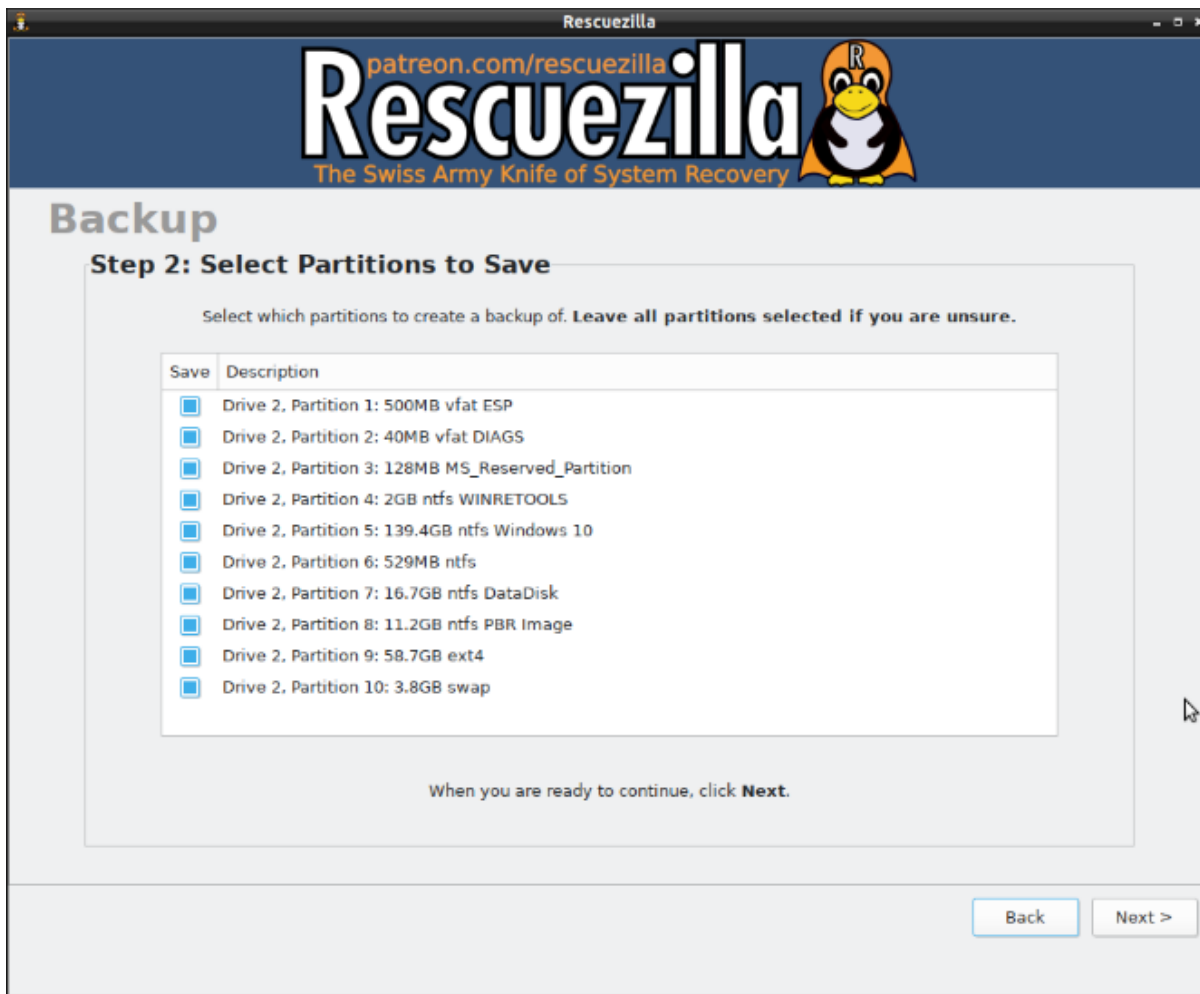 Rescuezilla
patreon.com/rescuezilla
R
Rescuezilla
The Swiss Army Knife of System Recovery
Backup
Step 2: Select Partitions to Save
Select which partitions to create a backup of. Leave all partitions selected if you are unsure.
Save Description
Drive 2, Partition 1: 500MB vfat ESP
Drive 2, Partition 2: 40MB vfat DIAGS
Drive 2, Partition 3: 128MB MS_Reserved_Partition
Drive 2, Partition 4: 2GB ntfs WINRETOOLS
Drive 2, Partition 5: 139.4GB ntfs Windows 10
Drive 2, Partition 6: 529MB ntfs
Drive 2, Partition 7: 16.7GB ntfs DataDisk
Drive 2, Partition 8: 11.2GB ntfs PBR Image
Drive 2, Partition 9: 58.7GB ext4
Drive 2, Partition 10: 3.8GB swap
When you are ready to continue, click Next.
Back Next >